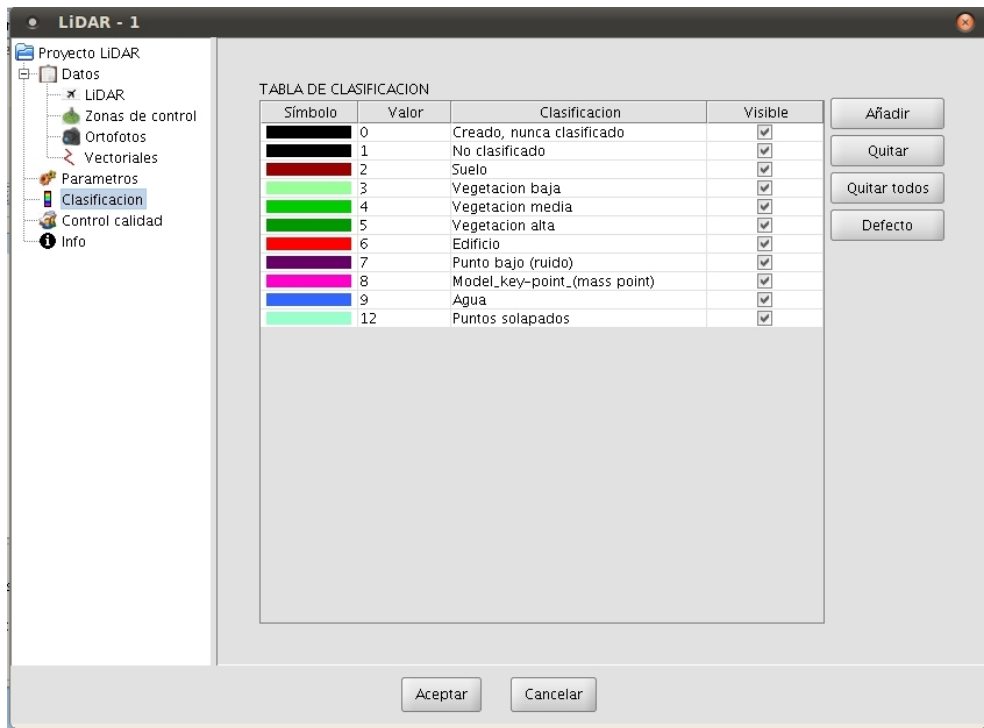 LiDAR - 1
Proyecto LiDAR
Datos
LiDAR
Zonas de control
Ortofotos
Vectoriales
Parametros
Clasificacion
Control calidad
Info
TABLA DE CLASIFICACION
Símbolo Valor Clasificacion Visible
0 Creado, nunca clasificado
1 No clasificado
2 Suelo
3 Vegetacion baja
4 Vegetacion media
5 Vegetacion alta
6 Edificio
7 Punto bajo (ruido)
8 Model_key-point_(mass point)
9 Agua
12 Puntos solapados
Añadir
Quitar
Quitar todos
Defecto
Aceptar Cancelar